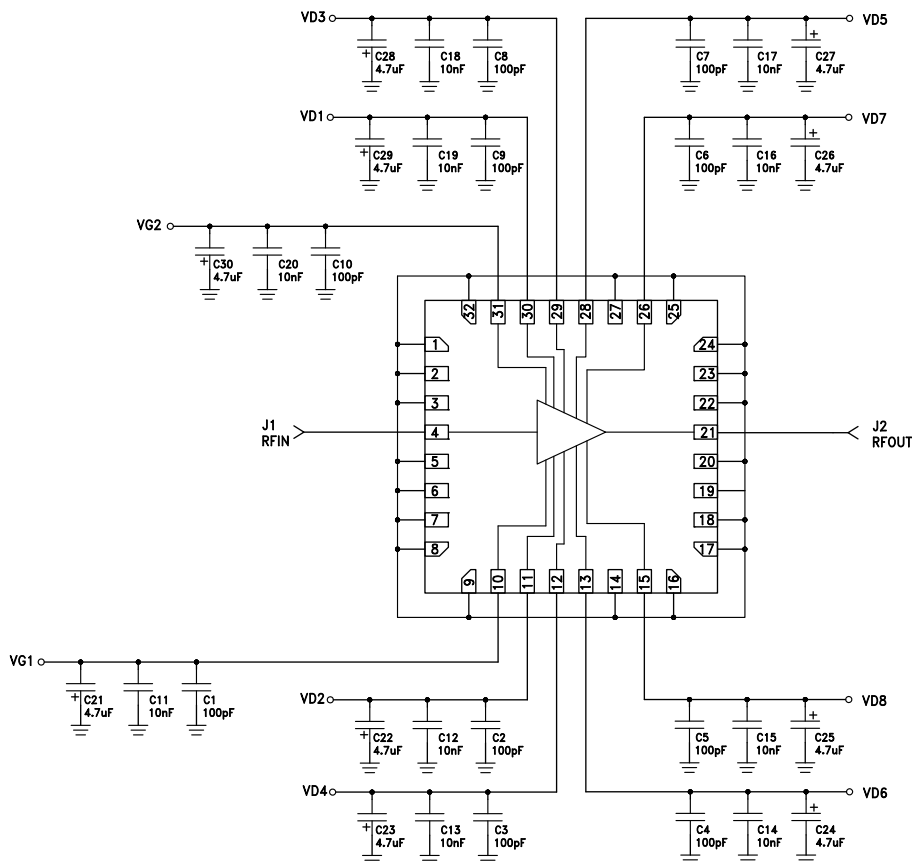 VD3
C28
4.7uF
C18
10nF
C8
100pF
C7
100pF
C17
10nF
C27
4.7uF
VD5
VD1
C29
4.7uF
C19
10nF
C9
100pF
C6
100pF
C16
10nF
C26
4.7uF
VD7
VG2
C30
4.7uF
C20
10nF
C10
100pF
32
31
30
29
28
27
26
25
1
2
3
4
5
6
7
8
24
23
22
21
20
19
18
17
J1
RFIN
J2
RFOUT
9
10
11
12
13
14
15
16
VG1
C21
4.7uF
C11
10nF
C1
100pF
VD2
C22
4.7uF
C12
10nF
C2
100pF
C5
100pF
C15
10nF
C25
4.7uF
VD8
VD4
C23
4.7uF
C13
10nF
C3
100pF
C4
100pF
C14
10nF
C24
4.7uF
VD6